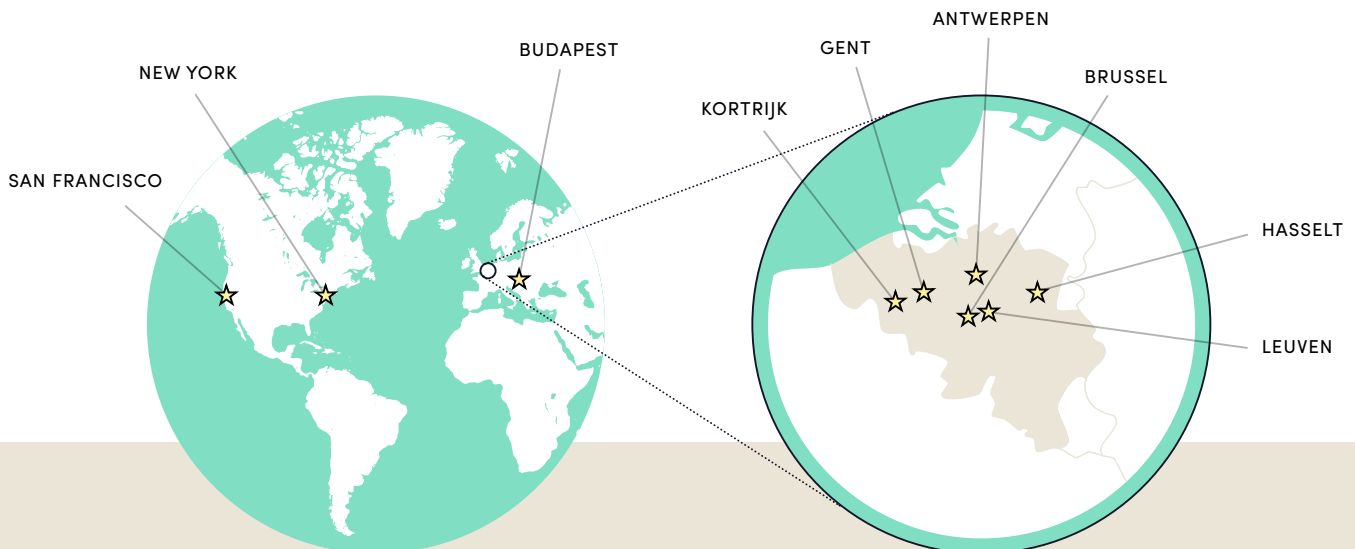 ANTWERPEN
GENT
BUDAPEST
NEW YORK
BRUSSEL
KORTRIJK
SAN FRANCISCO
HASSELT
LEUVEN